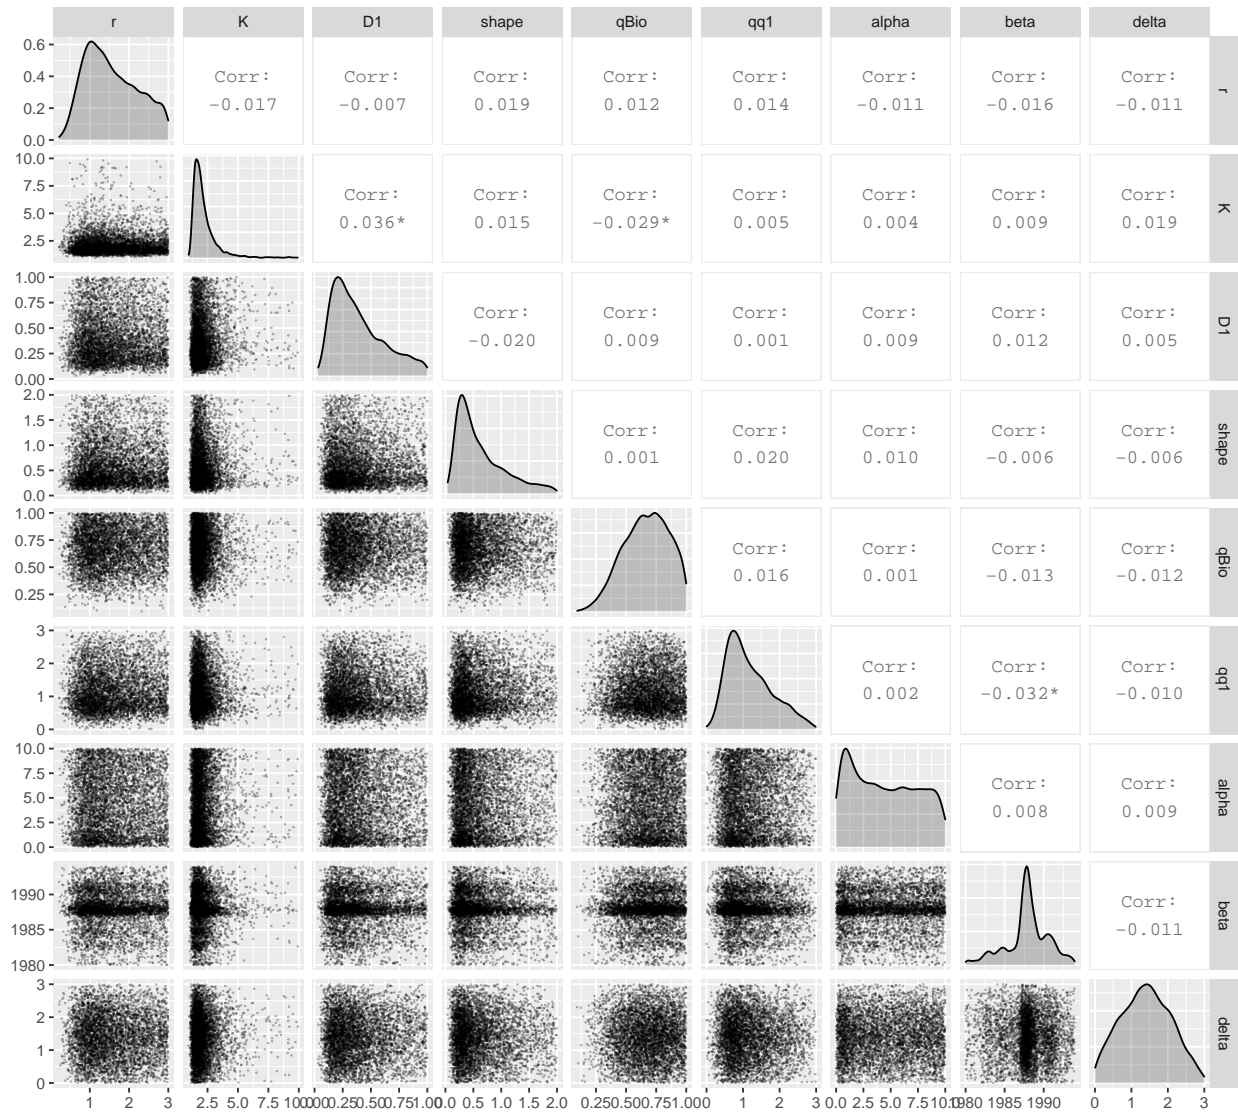 r K D1 shape qBio qq1 alpha beta delta
0.6
0.4
0.2
0.0
Corr: Corr: Corr: Corr: Corr: Corr: Corr: Corr:
-0.017 -0.007 0.019 0.012 0.014 -0.011 -0.016 -0.011
r
10.0
7.5
5.0
2.5
Corr: Corr: Corr: Corr: Corr: Corr: Corr:
0.036* 0.015 -0.029* 0.005 0.004 0.009 0.019
K
1.00
0.75
0.50
0.25
0.00
Corr: Corr: Corr: Corr: Corr: Corr:
-0.020 0.009 0.001 0.009 0.012 0.005
D1
2.0
1.5
1.0
0.5
0.0
Corr: Corr: Corr: Corr: Corr:
0.001 0.020 0.010 -0.006 -0.006
shape
1.00
0.75
0.50
0.25
Corr: Corr: Corr: Corr:
0.016 0.001 -0.013 -0.012
qBio
3
2
1
0
Corr: Corr: Corr:
0.002 -0.032* -0.010
qq1
10.0
7.5
5.0
2.5
0.0
Corr: Corr:
0.008 0.009
alpha
1990
1985
1980
Corr:
-0.011
beta
3
2
1
0
delta
1 2 3 2.5 5.0 7.5 10.0 0.00 0.25 0.50 0.75 1.00 0.0 0.5 1.0 1.5 2.0 0.25 0.50 0.75 1.00 0 1 2 3 0.0 2.5 5.0 7.5 10.0 1980 1985 1990 0 1 2 3